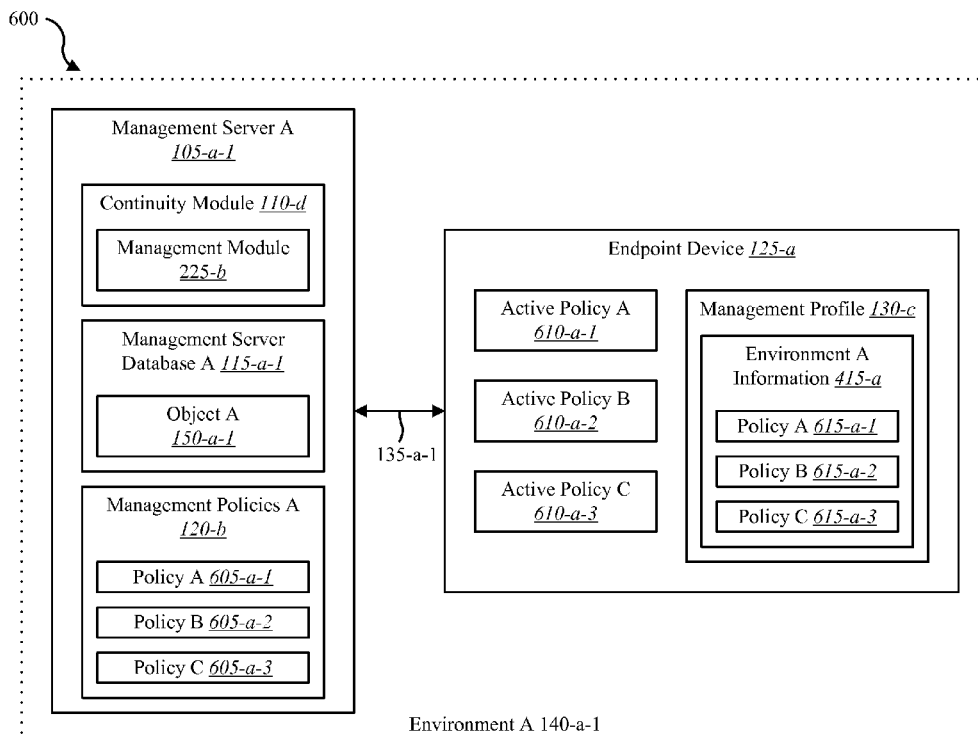 600
Management Server A
105-a-1
Continuity Module 110-d
Management Module
225-b
Management Server
Database A 115-a-1
Object A
150-a-1
Management Policies A
120-b
Policy A 605-a-1
Policy B 605-a-2
Policy C 605-a-3
135-a-1
Endpoint Device 125-a
Active Policy A
610-a-1
Active Policy B
610-a-2
Active Policy C
610-a-3
Management Profile 130-c
Environment A
Information 415-a
Policy A 615-a-1
Policy B 615-a-2
Policy C 615-a-3
Environment A 140-a-1